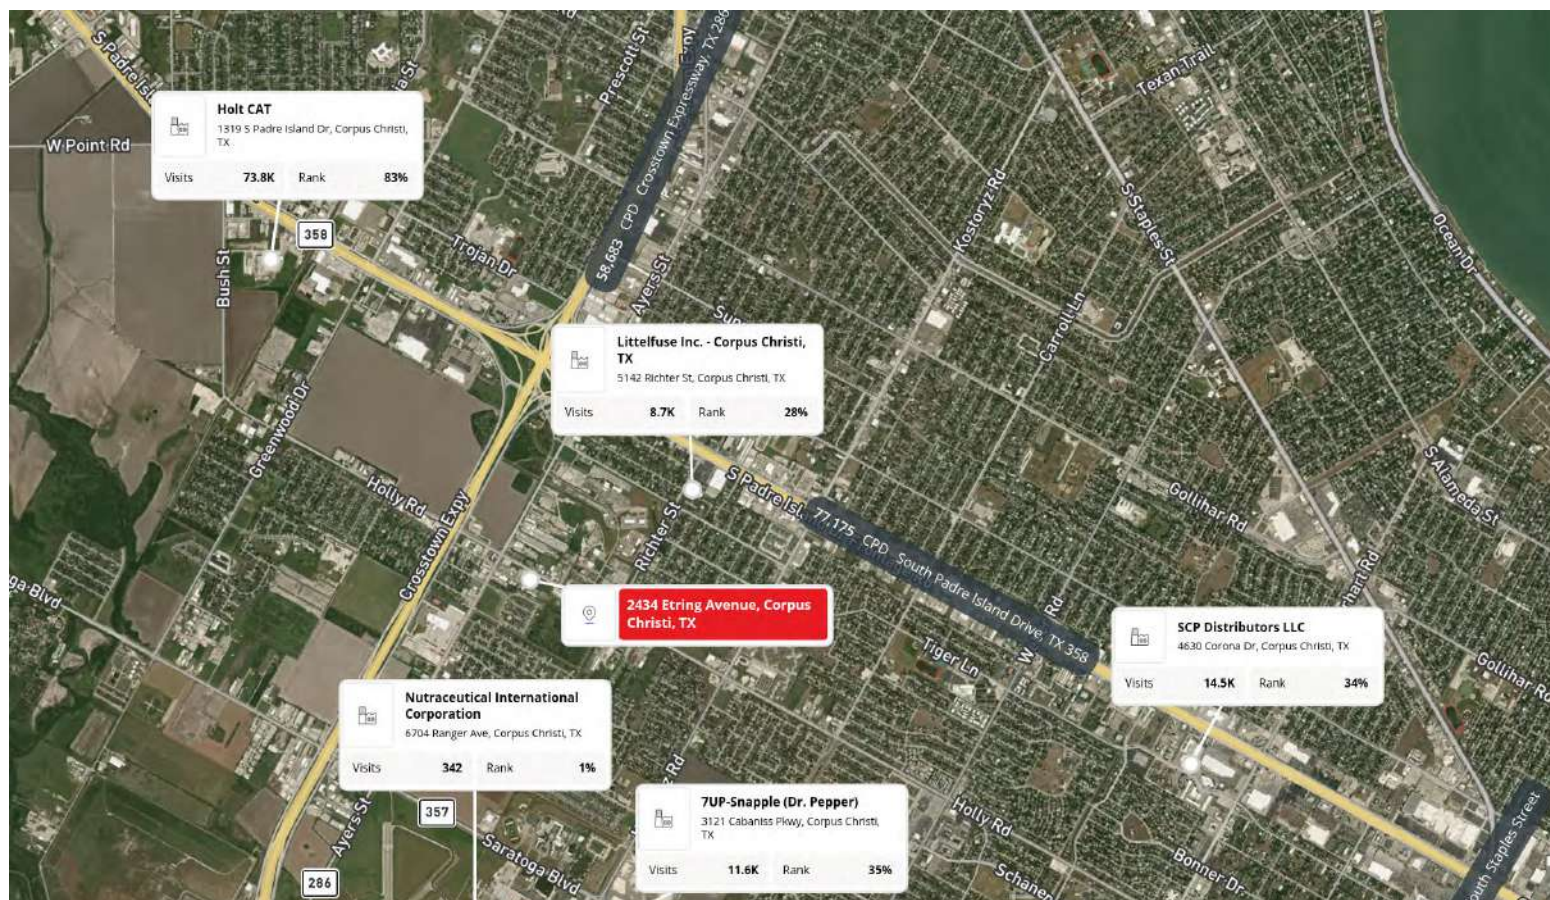 S Padre Isl
Holt CAT
1319 S Padre Island Dr, Corpus Christi,
TX
Visits 73.8K Rank 83%
W Point Rd
358
Bush St
Trojan Dr
Prescott St
Expy
58,683 CPD Crosstown Expressway, TX 286
Ayers St
Kostoryz Rd
Texan Trail
S Staples St
Ocean Dr
Carroll Ln
Littelfuse Inc. - Corpus Christi,
TX
5142 Richter St, Corpus Christi, TX
Visits 8.7K Rank 28%
Greenwood Dr
Holly Rd
Crosstown Expy
Richter St
S Padre Isl
77,175 CPD South Padre Island Drive, TX 358
Gollihar Rd
S Alameda St
2434 Etring Avenue, Corpus
Christi, TX
Tiger Ln
W
Rd
SCP Distributors LLC
4630 Corona Dr, Corpus Christi, TX
Visits 14.5K Rank 34%
Gollihar Rd
Nutraceutical International
Corporation
6704 Ranger Ave, Corpus Christi, TX
Visits 342 Rank 1%
357
Ayers St
286
Saratoga Blvd
7UP-Snapple (Dr. Pepper)
3121 Cabaniss Pkwy, Corpus Christi,
TX
Visits 11.6K Rank 35%
Holly Rd
Schaner
Bonner Dr
outh Staples Street